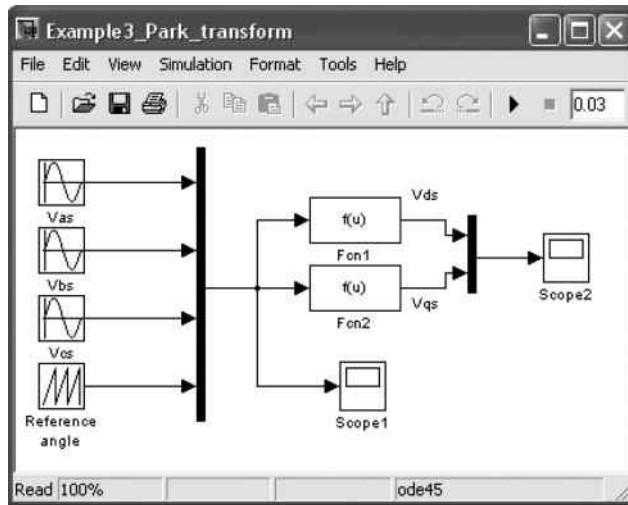 Example3_Park_transform
File Edit View Simulation Format Tools Help
0.03
Vas
Vbs
Vcs
Reference
angle
f(u)
Fcn1
f(u)
Fcn2
Vds
Vqs
Scope1
Scope2
Read 100% ode45